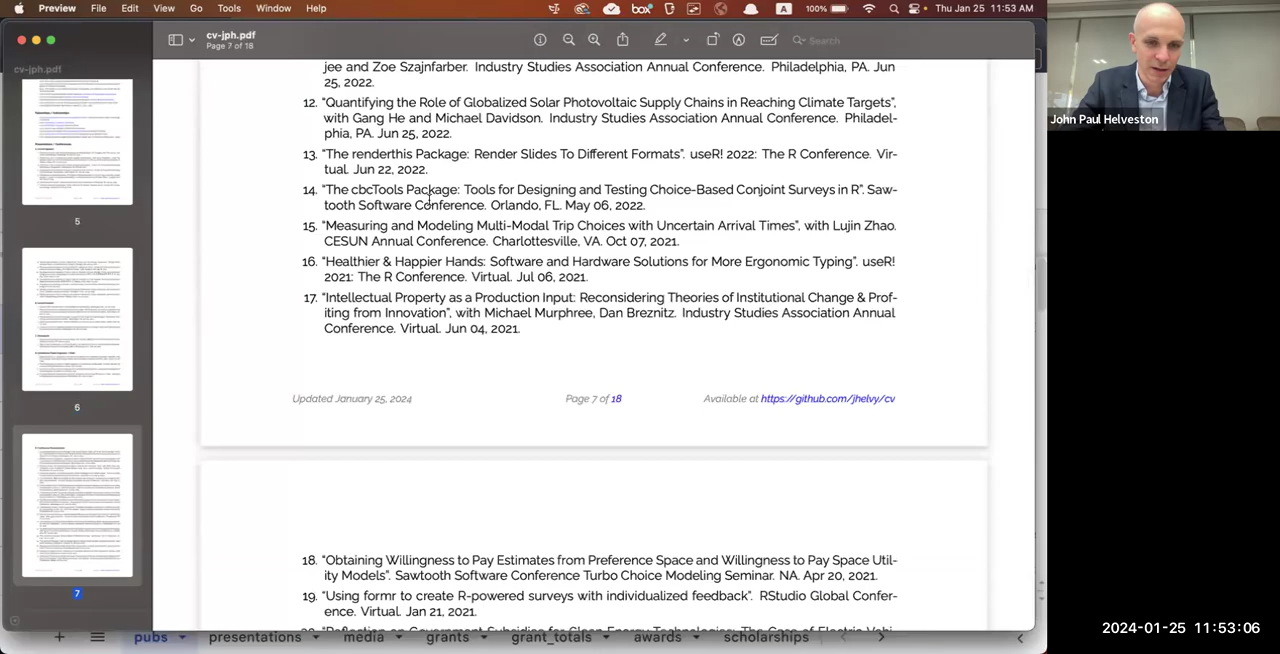 Preview File Edit View Go Tools Window Help
box
A
100%
Thu Jan 25 11:53 AM
cv-jph.pdf
Page 7 of 18
Search
cv-jph.pdf
5
6
7
jee and Zoe Szajnfarber. Industry Studies Association Annual Conference. Philadelphia, PA. Jun
25, 2022.
12. "Quantifying the Role of Globalized Solar Photovoltaic Supply Chains in Reaching Climate Targets",
with Gang He and Michael Davidson. Industry Studies Association Annual Conference. Philadel-
phia, PA. Jun 25, 2022.
13. "The renderthis Package: Sharing Slides in Different Formats". useR! 2022: The R Conference. Vir-
tual. Jun 22, 2022.
14. "The cbcTools Package: Tools for Designing and Testing Choice-Based Conjoint Surveys in R". Saw-
tooth Software Conference. Orlando, FL. May 06, 2022.
15. "Measuring and Modeling Multi-Modal Trip Choices with Uncertain Arrival Times", with Lujin Zhao.
CESUN Annual Conference. Charlottesville, VA. Oct 07, 2021.
16. "Healthier & Happier Hands: Software and Hardware Solutions for More Ergonomic Typing". useR!
2021: The R Conference. Virtual. Jul 05, 2021.
17. "Intellectual Property as Innovation Input: Reconsidering Theories of Knowledge Exchange & Prof-
iting from Innovation", with Michael Murphree, Dan Breznitz. Industry Studies Association Annual
Conference. Virtual. Jun 04, 2021.
Updated January 25, 2024 Page 7 of 18 Available at https://github.com/jhelvy/cv
18. "Obtaining Willingness to Pay Estimates from Preference Space and Willingness to Pay Space Util-
ity Models". Sawtooth Software Conference Turbo Choice Modeling Seminar. NA. Apr 20, 2021.
19. "Using formr to create R-powered surveys with individualized feedback". RStudio Global Confer-
ence. Virtual. Jan 21, 2021.
pubs presentations media grants grant_totals awards scholarships
John Paul Helveston
2024-01-25 11:53:06